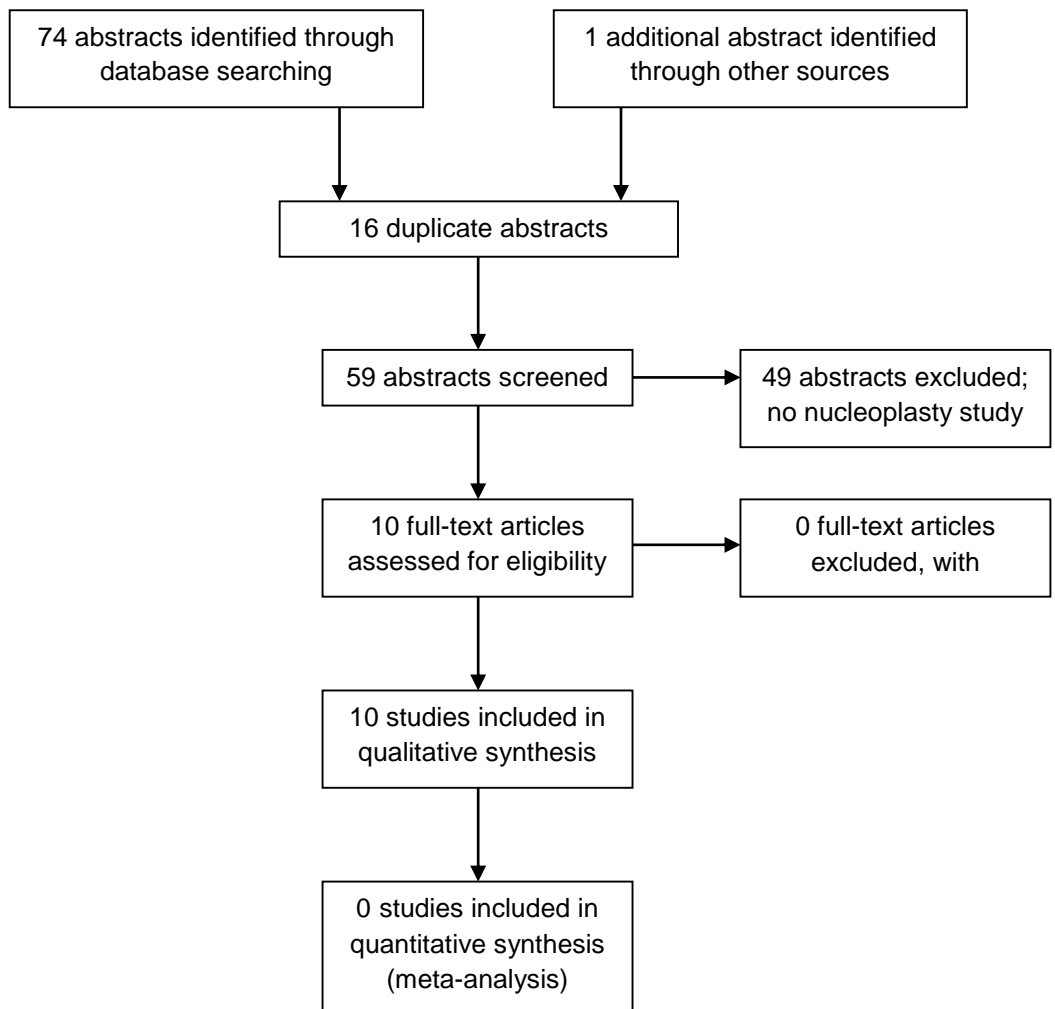 74 abstracts identified through
database searching
1 additional abstract identified
through other sources
16 duplicate abstracts
59 abstracts screened
49 abstracts excluded;
no nucleoplasty study
10 full-text articles
assessed for eligibility
0 full-text articles
excluded, with
10 studies included in
qualitative synthesis
0 studies included in
quantitative synthesis
(meta-analysis)